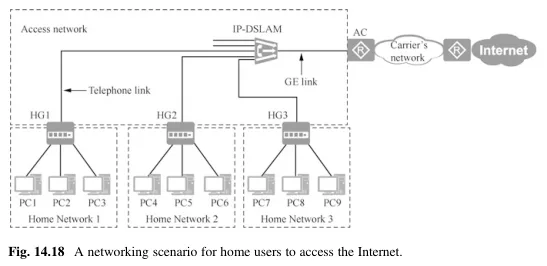 Access network
IP-DSLAM
AC
R
Carrier's
network
R
Internet
GE link
Telephone link
HG1
HG2
HG3
PC1 PC2 PC3
PC4 PC5 PC6
PC7 PC8 PC9
Home Network 1
Home Network 2
Home Network 3
Fig. 14.18 A networking scenario for home users to access the Internet.